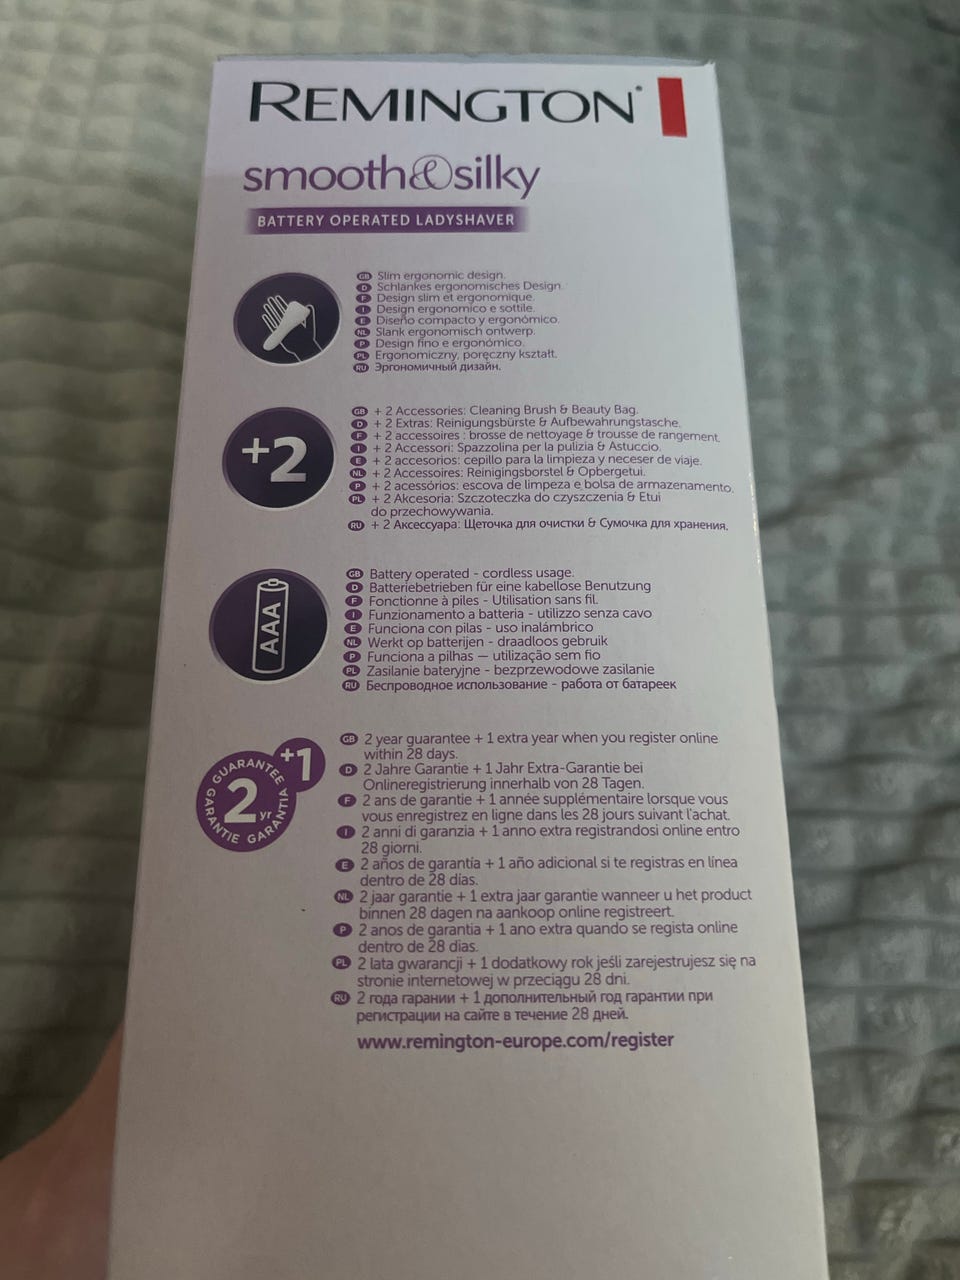 REMINGTON®
smooth&silky
BATTERY OPERATED LADYSHAVER
GB Slim ergonomic design.
D Schlankes ergonomisches Design.
F Design slim et ergonomique.
I Design ergonomico e sottile.
E Diseño compacto y ergonómico.
NL Slank ergonomisch ontwerp.
P Design fino e ergonómico.
PL Ergonomiczny, poręczny kształt.
RU Эргономичный дизайн.
+2
GB + 2 Accessories: Cleaning Brush & Beauty Bag.
D + 2 Extras: Reinigungsbürste & Aufbewahrungstasche.
F + 2 accessoires : brosse de nettoyage & trousse de rangement.
I + 2 Accessori: Spazzolina per la pulizia & Astuccio.
E + 2 accesorios: cepillo para la limpieza y neceser de viaje.
NL + 2 Accessoires: Reinigingsborstel & Opbergetui.
P + 2 acessórios: escova de limpeza e bolsa de armazenamento.
PL + 2 Akcesoria: Szczoteczka do czyszczenia & Etui
do przechowywania.
RU + 2 Аксессуара: Щеточка для очистки & Сумочка для хранения.
AAA
GB Battery operated - cordless usage.
D Batteriebetrieben für eine kabellose Benutzung
F Fonctionne à piles - Utilisation sans fil.
I Funzionamento a batteria - utilizzo senza cavo
E Funciona con pilas - uso inalámbrico
NL Werkt op batterijen - draadloos gebruik
P Funciona a pilhas — utilização sem fio
PL Zasilanie bateryjne - bezprzewodowe zasilanie
RU Беспроводное использование - работа от батареек
GUARANTEE GARANTIA GARANTIE
2 yr
+1
GB 2 year guarantee + 1 extra year when you register online
within 28 days.
D 2 Jahre Garantie + 1 Jahr Extra-Garantie bei
Onlineregistrierung innerhalb von 28 Tagen.
F 2 ans de garantie + 1 année supplémentaire lorsque vous
vous enregistrez en ligne dans les 28 jours suivant l'achat.
I 2 anni di garanzia + 1 anno extra registrandosi online entro
28 giorni.
E 2 años de garantía + 1 año adicional si te registras en línea
dentro de 28 días.
NL 2 jaar garantie + 1 extra jaar garantie wanneer u het product
binnen 28 dagen na aankoop online registreert.
P 2 anos de garantia + 1 ano extra quando se regista online
dentro de 28 dias.
PL 2 lata gwarancji + 1 dodatkowy rok jeśli zarejestrujesz się na
stronie internetowej w przeciągu 28 dni.
RU 2 года гарании + 1 дополнительный год гарантии при
регистрации на сайте в течение 28 дней.
www.remington-europe.com/register